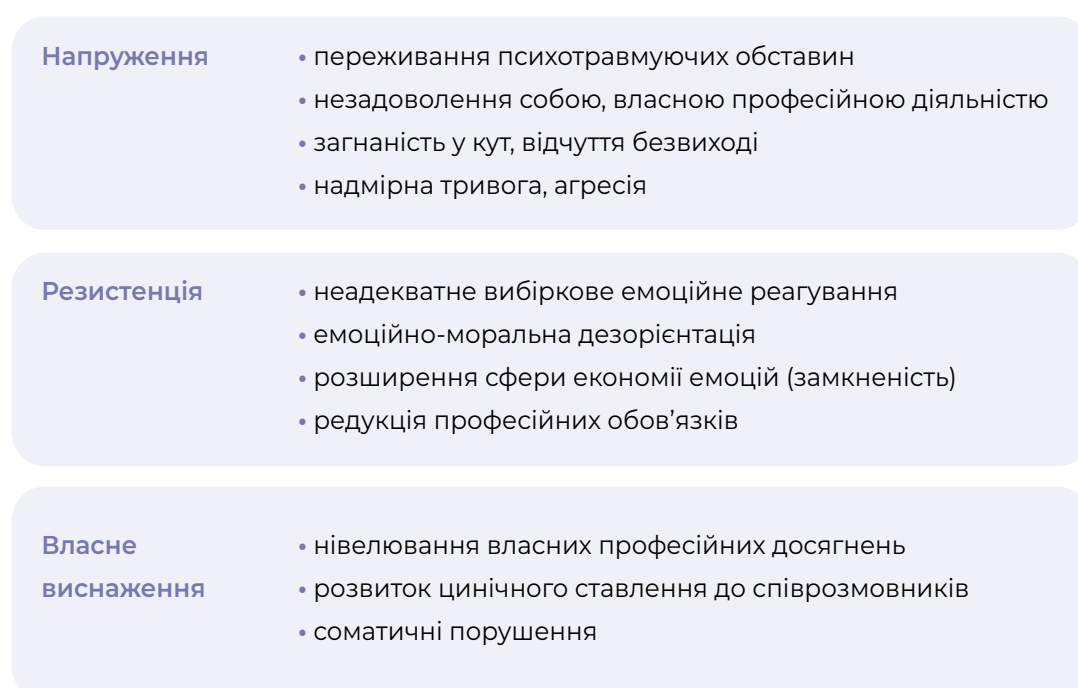 Напруження
• переживання психотравмуючих обставин
• незадоволення собою, власною професійною діяльністю
• загнаність у кут, відчуття безвиході
• надмірна тривога, агресія
Резистенція
• неадекватне вибіркове емоційне реагування
• емоційно-моральна дезорієнтація
• розширення сфери економії емоцій (замкненість)
• редукція професійних обов’язків
Власне
виснаження
• нівелювання власних професійних досягнень
• розвиток цинічного ставлення до співрозмовників
• соматичні порушення